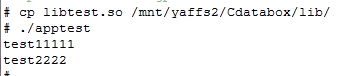 # cp libtest.so /mnt/yaffs2/Cdatabox/lib/
# ./apptest
test11111
test2222
#